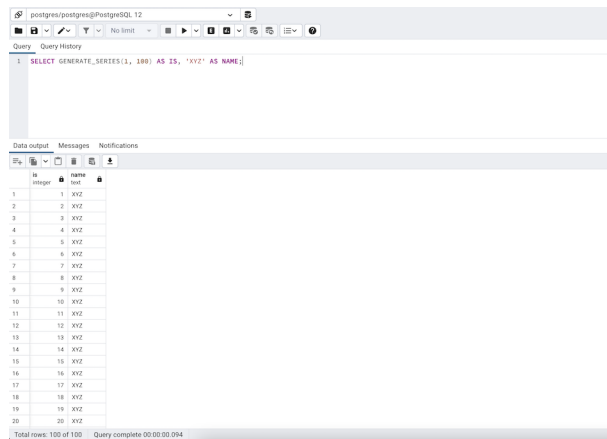 postgres/postgres@PostgreSQL 12
No limit
Query Query History
1 SELECT GENERATE_SERIES(1, 100) AS IS, 'XYZ' AS NAME;
Data output Messages Notifications
is name
integer text
1 1 XYZ
2 2 XYZ
3 3 XYZ
4 4 XYZ
5 5 XYZ
6 6 XYZ
7 7 XYZ
8 8 XYZ
9 9 XYZ
10 10 XYZ
11 11 XYZ
12 12 XYZ
13 13 XYZ
14 14 XYZ
15 15 XYZ
16 16 XYZ
17 17 XYZ
18 18 XYZ
19 19 XYZ
20 20 XYZ
Total rows: 100 of 100 Query complete 00:00:00.094